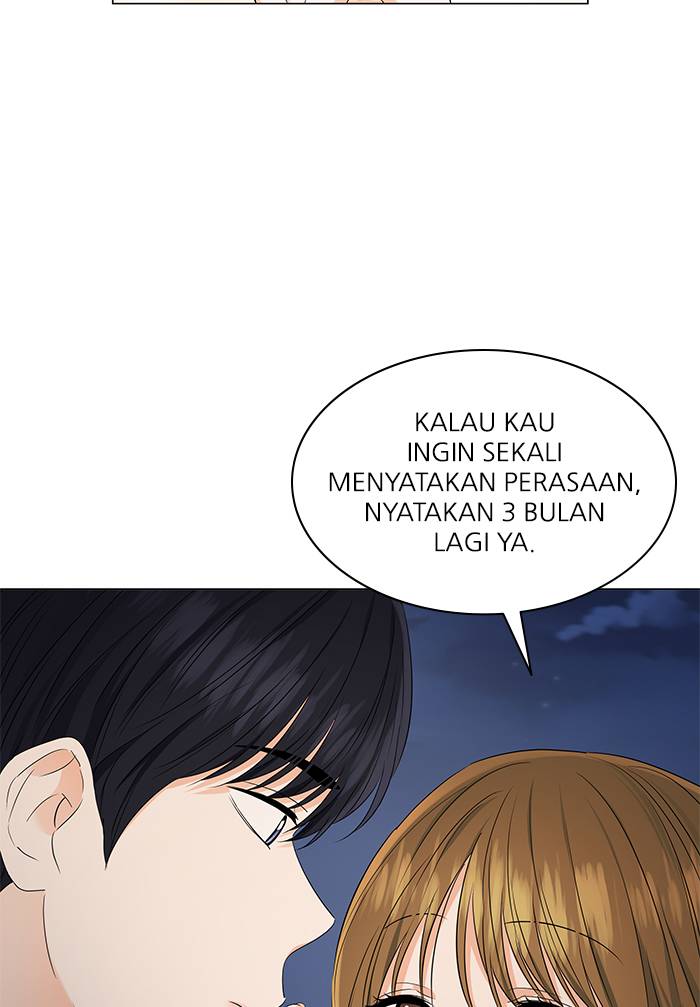 KALAU KAU
INGIN SEKALI
MENYATAKAN PERASAAN,
NYATAKAN 3 BULAN
LAGI YA.